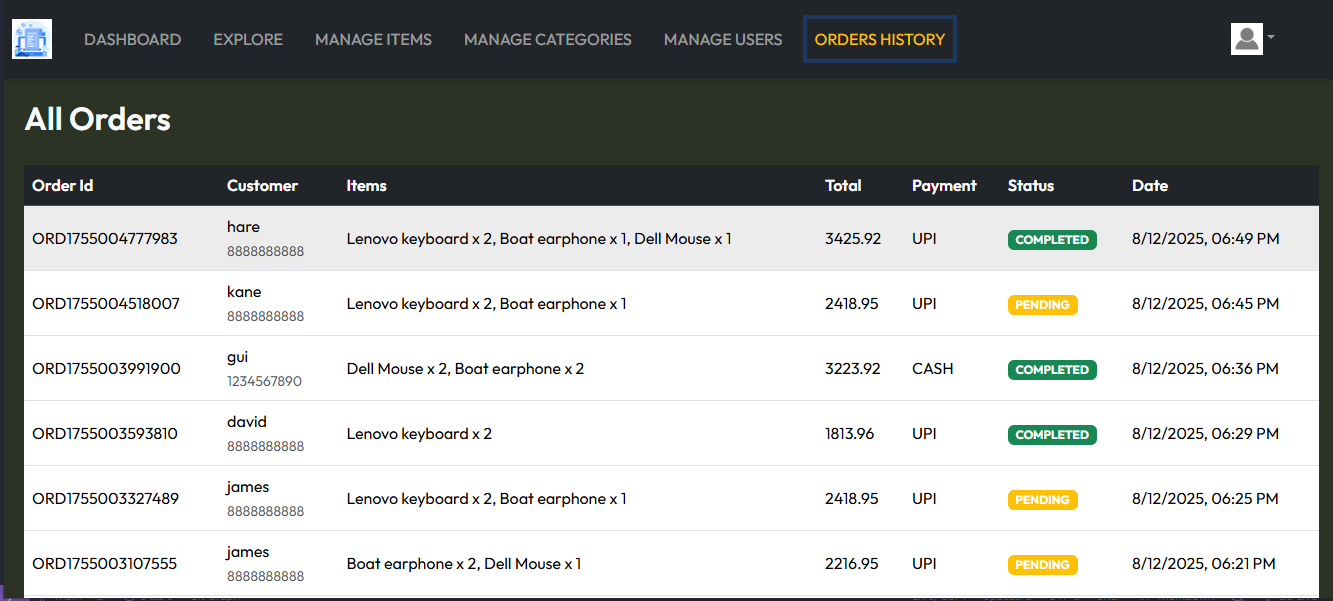 DASHBOARD EXPLORE MANAGE ITEMS MANAGE CATEGORIES MANAGE USERS ORDERS HISTORY
All Orders
Order Id Customer Items Total Payment Status Date
ORD1755004777983 hare 8888888888 Lenovo keyboard x 2, Boat earphone x 1, Dell Mouse x 1 3425.92 UPI COMPLETED 8/12/2025, 06:49 PM
ORD1755004518007 kane 8888888888 Lenovo keyboard x 2, Boat earphone x 1 2418.95 UPI PENDING 8/12/2025, 06:45 PM
ORD1755003991900 gui 1234567890 Dell Mouse x 2, Boat earphone x 2 3223.92 CASH COMPLETED 8/12/2025, 06:36 PM
ORD1755003593810 david 8888888888 Lenovo keyboard x 2 1813.96 UPI COMPLETED 8/12/2025, 06:29 PM
ORD1755003327489 james 8888888888 Lenovo keyboard x 2, Boat earphone x 1 2418.95 UPI PENDING 8/12/2025, 06:25 PM
ORD1755003107555 james 8888888888 Boat earphone x 2, Dell Mouse x 1 2216.95 UPI PENDING 8/12/2025, 06:21 PM